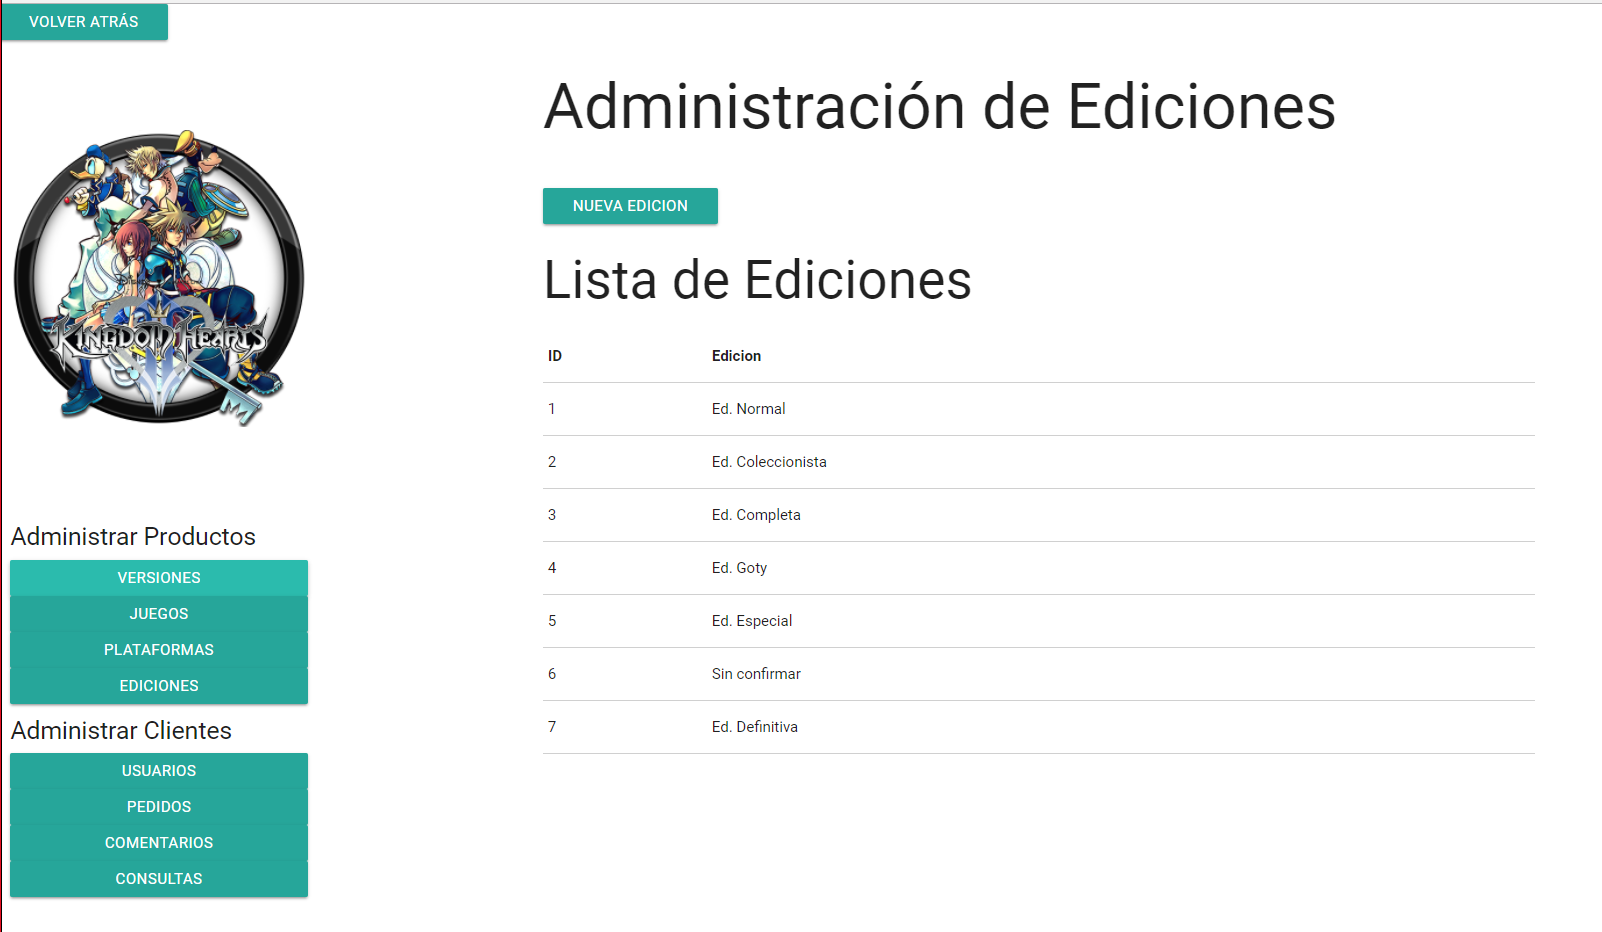 VOLVER ATRÁS
KINGDOM HEARTS
II
Administrar Productos
VERSIONES
JUEGOS
PLATAFORMAS
EDICIONES
Administrar Clientes
USUARIOS
PEDIDOS
COMENTARIOS
CONSULTAS
Administración de Ediciones
NUEVA EDICION
Lista de Ediciones
ID Edicion
1 Ed. Normal
2 Ed. Coleccionista
3 Ed. Completa
4 Ed. Goty
5 Ed. Especial
6 Sin confirmar
7 Ed. Definitiva